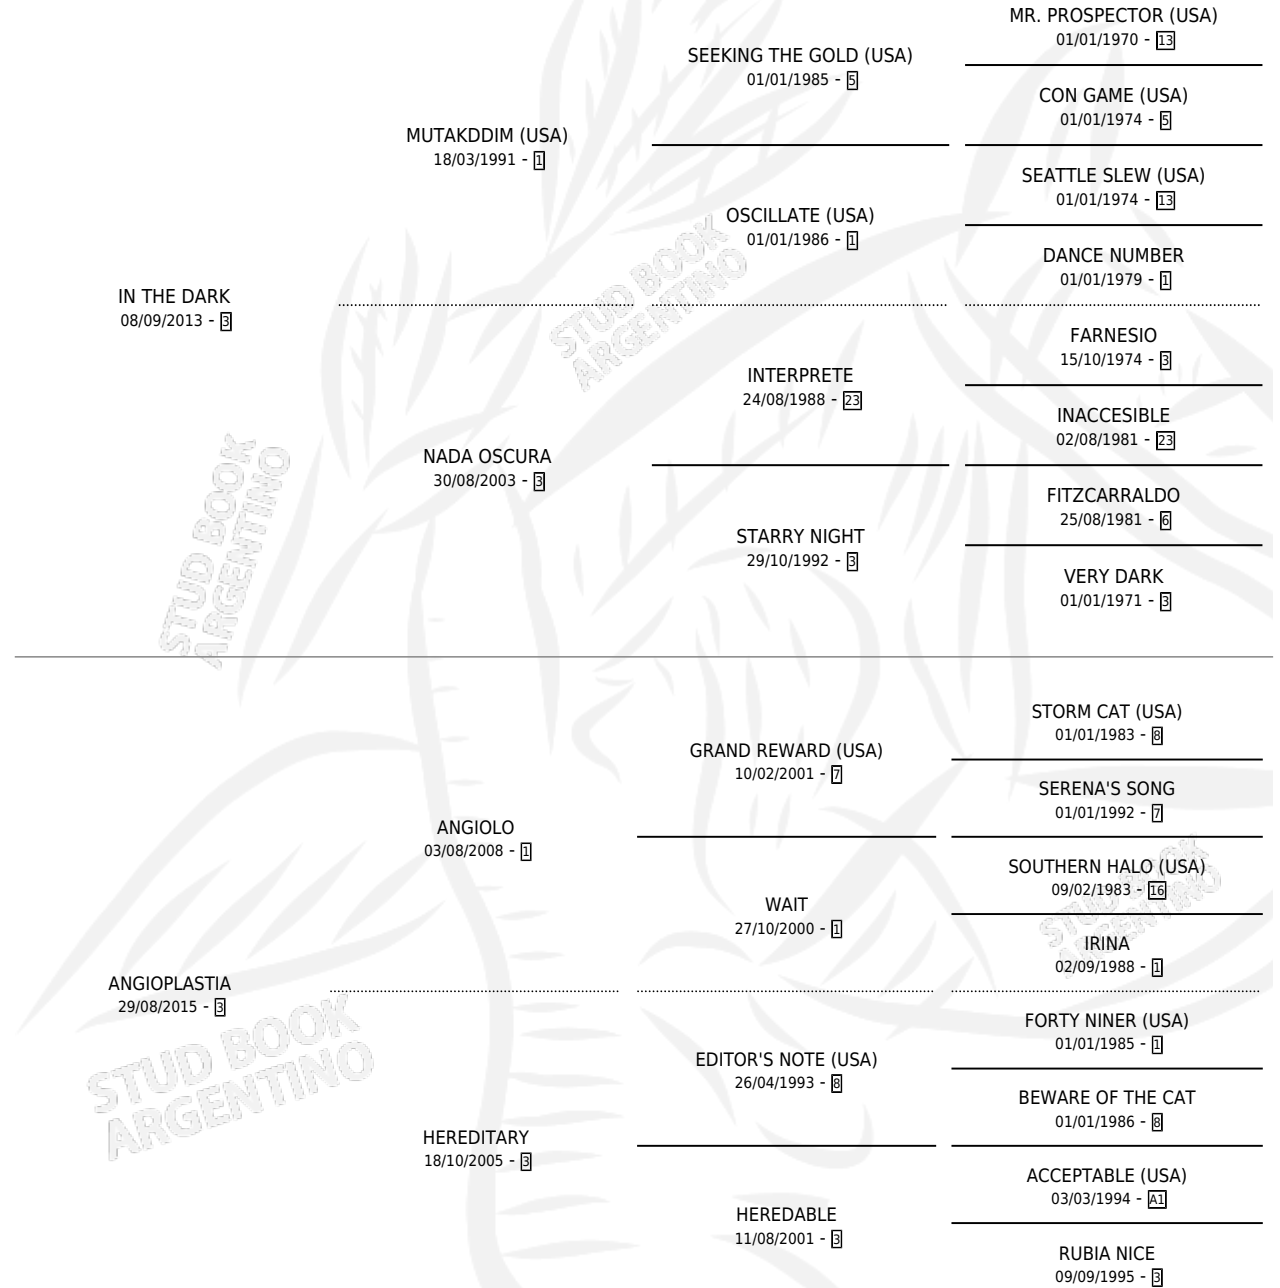 MR. PROSPECTOR (USA)
01/01/1970 - 13
SEEKING THE GOLD (USA)
01/01/1985 - 5
CON GAME (USA)
01/01/1974 - 5
MUTAKDDIM (USA)
18/03/1991 - 1
SEATTLE SLEW (USA)
01/01/1974 - 13
OSCILLATE (USA)
01/01/1986 - 1
DANCE NUMBER
01/01/1979 - 1
IN THE DARK
08/09/2013 - 3
STUD BOOK
ARGENTINO
FARNESIO
15/10/1974 - 3
INTERPRETE
24/08/1988 - 23
INACCESIBLE
02/08/1981 - 23
NADA OSCURA
30/08/2003 - 3
FITZCARRALDO
25/08/1981 - 6
STARRY NIGHT
29/10/1992 - 3
VERY DARK
01/01/1971 - 3
STUD BOOK
ARGENTINO
STORM CAT (USA)
01/01/1983 - 8
GRAND REWARD (USA)
10/02/2001 - 7
SERENA'S SONG
01/01/1992 - 7
ANGIOLO
03/08/2008 - 1
SOUTHERN HALO (USA)
09/02/1983 - 16
WAIT
27/10/2000 - 1
STUD BOOK
ARGENTINO
IRINA
02/09/1988 - 1
ANGIOPLASTIA
29/08/2015 - 3
FORTY NINER (USA)
01/01/1985 - 1
EDITOR'S NOTE (USA)
26/04/1993 - 8
BEWARE OF THE CAT
01/01/1986 - 8
STUD BOOK
ARGENTINO
HEREDITARY
18/10/2005 - 3
ACCEPTABLE (USA)
03/03/1994 - A1
HEREDABLE
11/08/2001 - 3
RUBIA NICE
09/09/1995 - 3